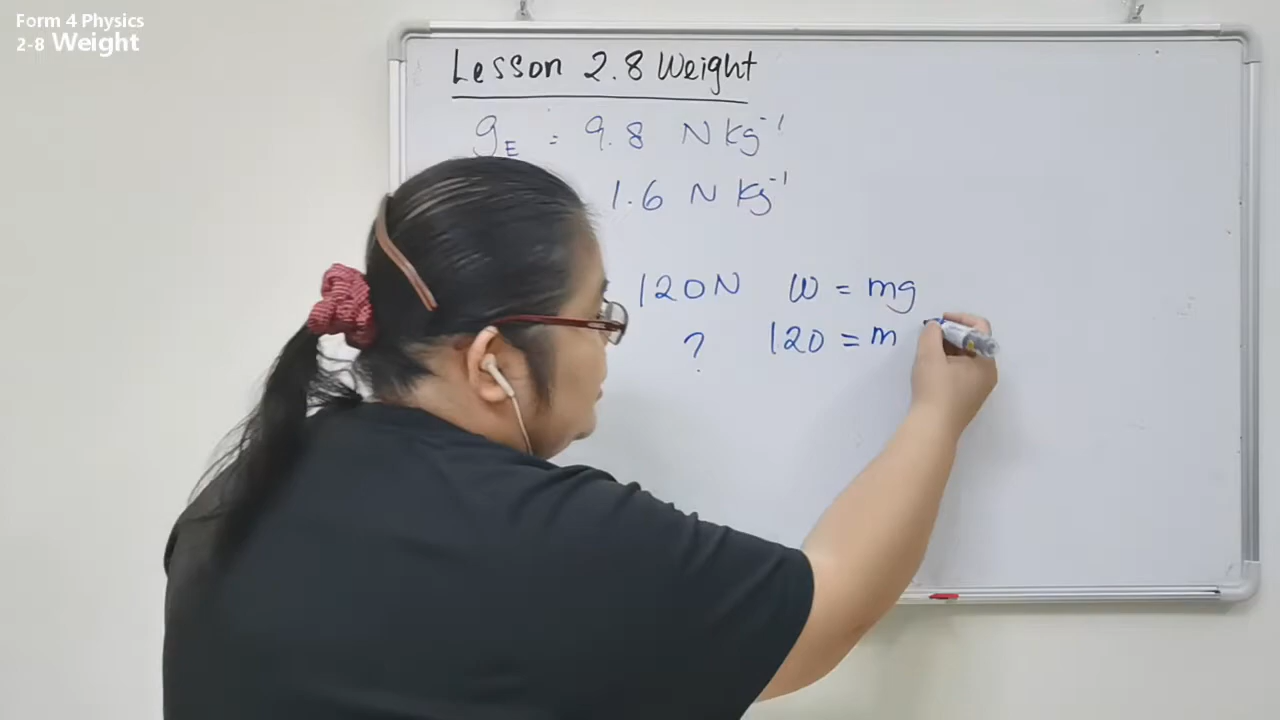 Form 4 Physics
2-8 Weight
Lesson 2.8 Weight
gE = 9.8 N kg⁻¹
1.6 N kg⁻¹
120N W = mg
? 120 = m